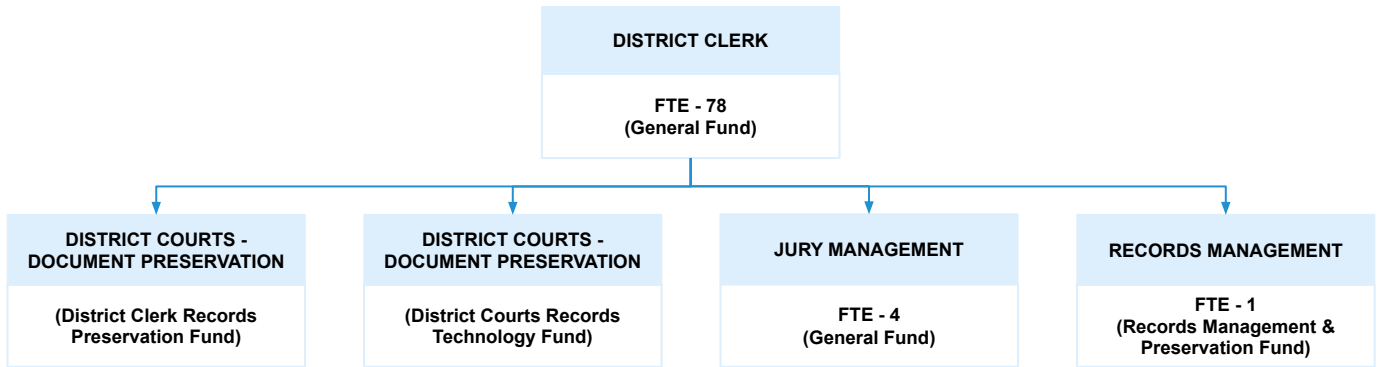 DISTRICT CLERK
FTE - 78
(General Fund)
DISTRICT COURTS -
DOCUMENT PRESERVATION
(District Clerk Records
Preservation Fund)
DISTRICT COURTS -
DOCUMENT PRESERVATION
(District Courts Records
Technology Fund)
JURY MANAGEMENT
FTE - 4
(General Fund)
RECORDS MANAGEMENT
FTE - 1
(Records Management &
Preservation Fund)